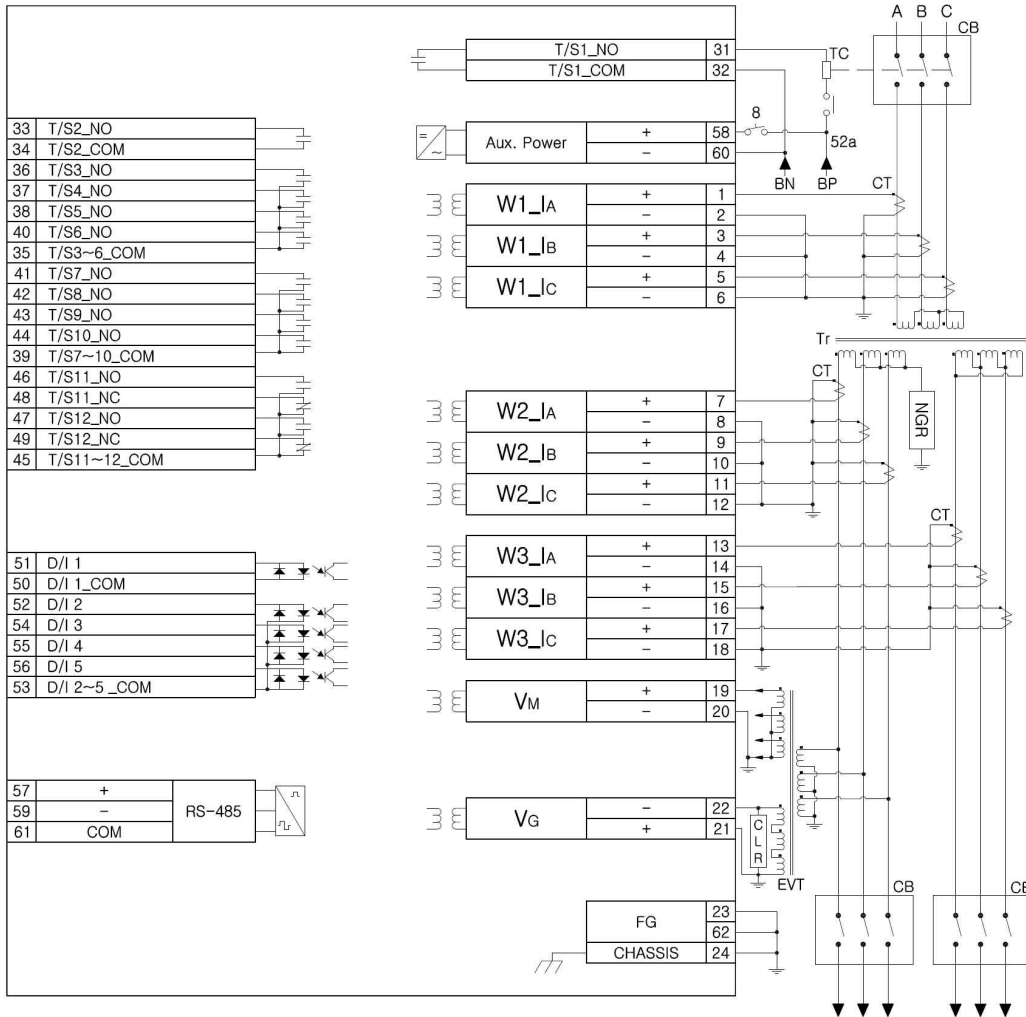 A B C
CB
T/S1_NO 31
T/S1_COM 32
TC
33 T/S2_NO
34 T/S2_COM
36 T/S3_NO
37 T/S4_NO
38 T/S5_NO
40 T/S6_NO
35 T/S3~6_COM
41 T/S7_NO
42 T/S8_NO
43 T/S9_NO
44 T/S10_NO
39 T/S7~10_COM
46 T/S11_NO
48 T/S11_NC
47 T/S12_NO
49 T/S12_NC
45 T/S11~12_COM
= ~
Aux. Power + 58
− 60
8
52a
BN BP
CT
W1_IA + 1
− 2
W1_IB + 3
− 4
W1_IC + 5
− 6
Tr
CT
NGR
W2_IA + 7
− 8
W2_IB + 9
− 10
W2_IC + 11
− 12
CT
W3_IA + 13
− 14
W3_IB + 15
− 16
W3_IC + 17
− 18
51 D/I 1
50 D/I 1_COM
52 D/I 2
54 D/I 3
55 D/I 4
56 D/I 5
53 D/I 2~5 _COM
VM + 19
− 20
57 +
59 −
61 COM
RS-485
VG − 22
+ 21
CLR
EVT
CB
CB
FG 23
62
CHASSIS 24